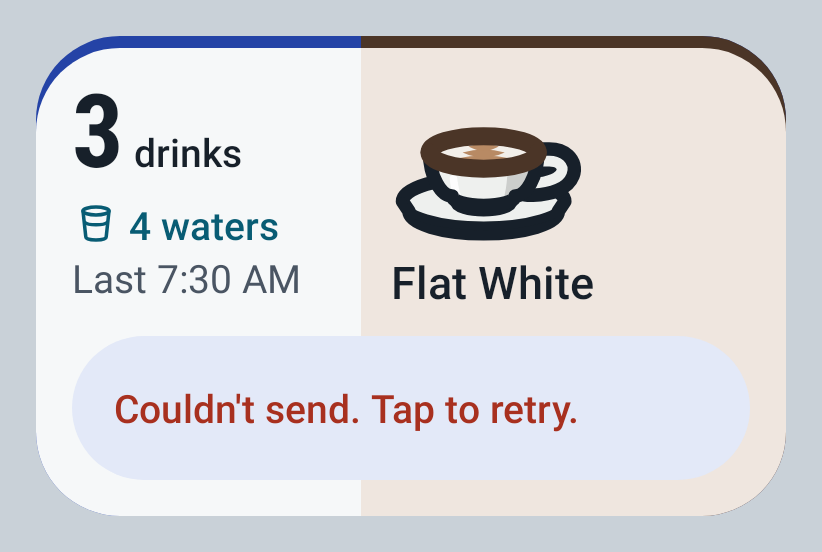 3 drinks
4 waters
Last 7:30 AM
Flat White
Couldn't send. Tap to retry.